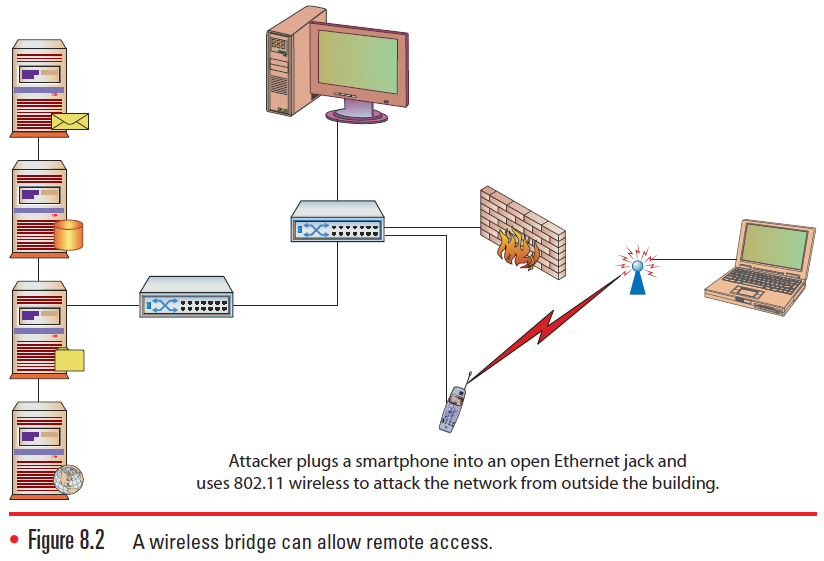 Attacker plugs a smartphone into an open Ethernet jack and
uses 802.11 wireless to attack the network from outside the building.
• Figure 8.2 A wireless bridge can allow remote access.